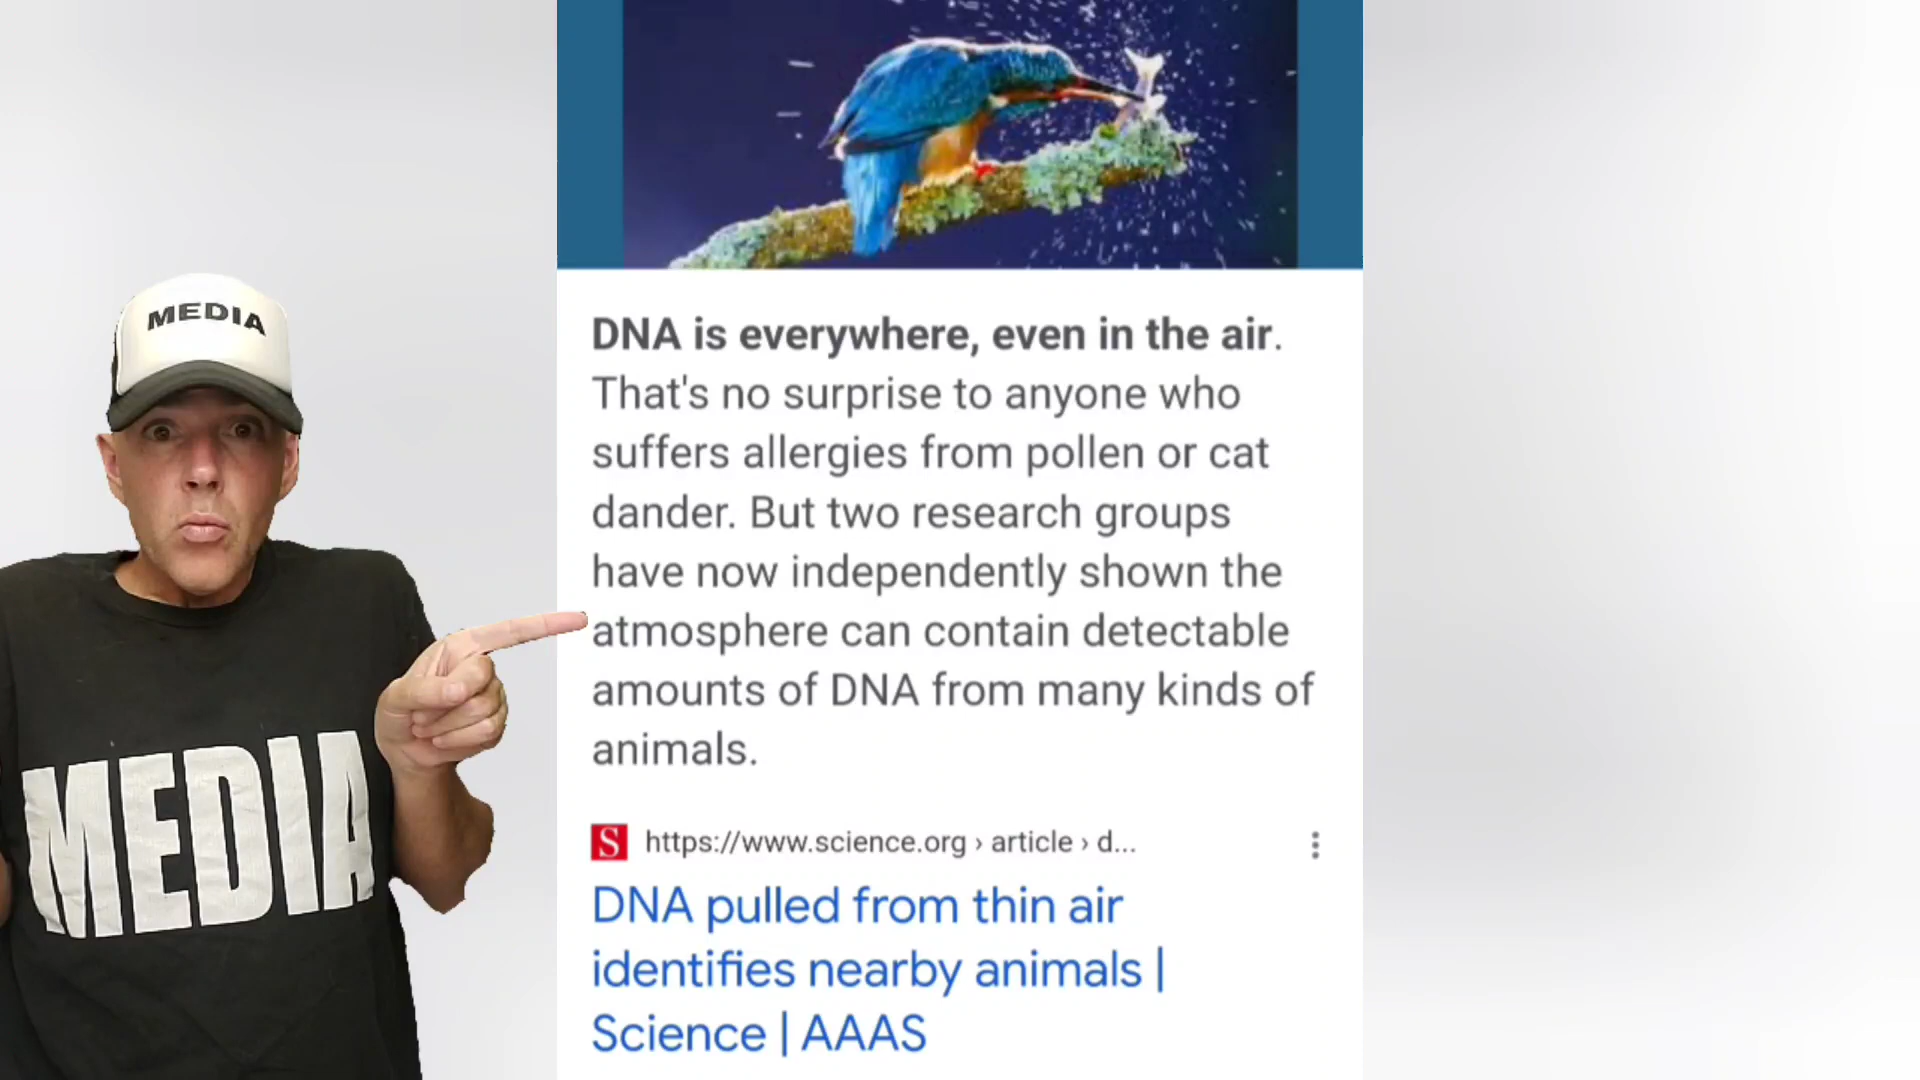 MEDIA
MEDIA
DNA is everywhere, even in the air.
That's no surprise to anyone who
suffers allergies from pollen or cat
dander. But two research groups
have now independently shown the
atmosphere can contain detectable
amounts of DNA from many kinds of
animals.
S https://www.science.org › article › d...
DNA pulled from thin air
identifies nearby animals |
Science | AAAS